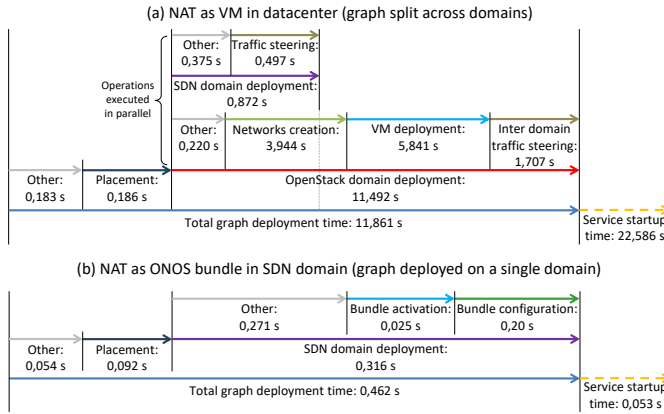 (a) NAT as VM in datacenter (graph split across domains)
Other:
0,375 s
Traffic steering:
0,497 s
SDN domain deployment:
0,872 s
Operations
executed
in parallel
Other:
0,220 s
Networks creation:
3,944 s
VM deployment:
5,841 s
Inter domain
traffic steering:
1,707 s
Other:
0,183 s
Placement:
0,186 s
OpenStack domain deployment:
11,492 s
Total graph deployment time: 11,861 s
Service startup
time: 22,586 s
(b) NAT as ONOS bundle in SDN domain (graph deployed on a single domain)
Other:
0,271 s
Bundle activation:
0,025 s
Bundle configuration:
0,20 s
Other:
0,054 s
Placement:
0,092 s
SDN domain deployment:
0,316 s
Total graph deployment time: 0,462 s
Service startup
time: 0,053 s